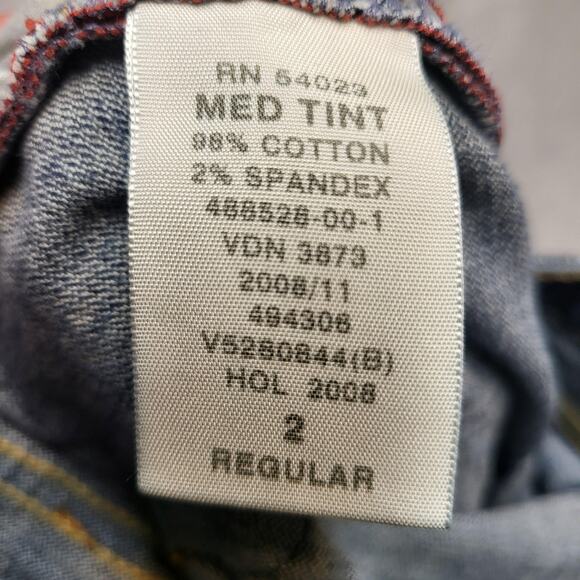 RN 54023
MED TINT
98% COTTON
2% SPANDEX
488528-00-1
VDN 3873
2008/11
494306
V5280844(B)
HOL 2008
2
REGULAR